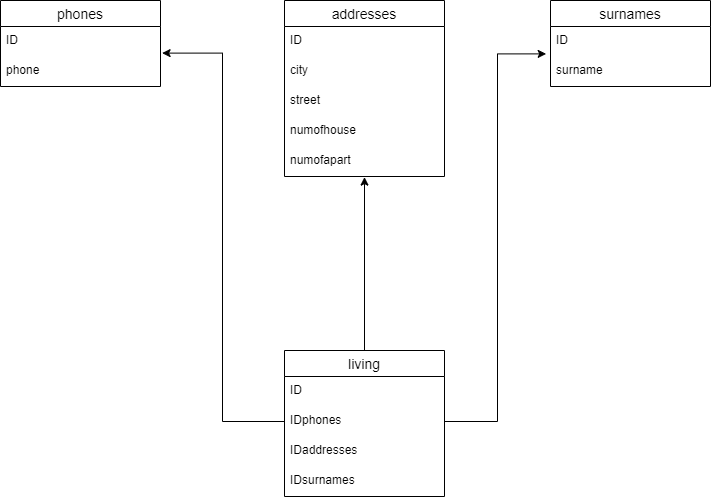 phones
ID
phone
addresses
ID
city
street
numofhouse
numofapart
surnames
ID
surname
living
ID
IDphones
IDaddresses
IDsurnames